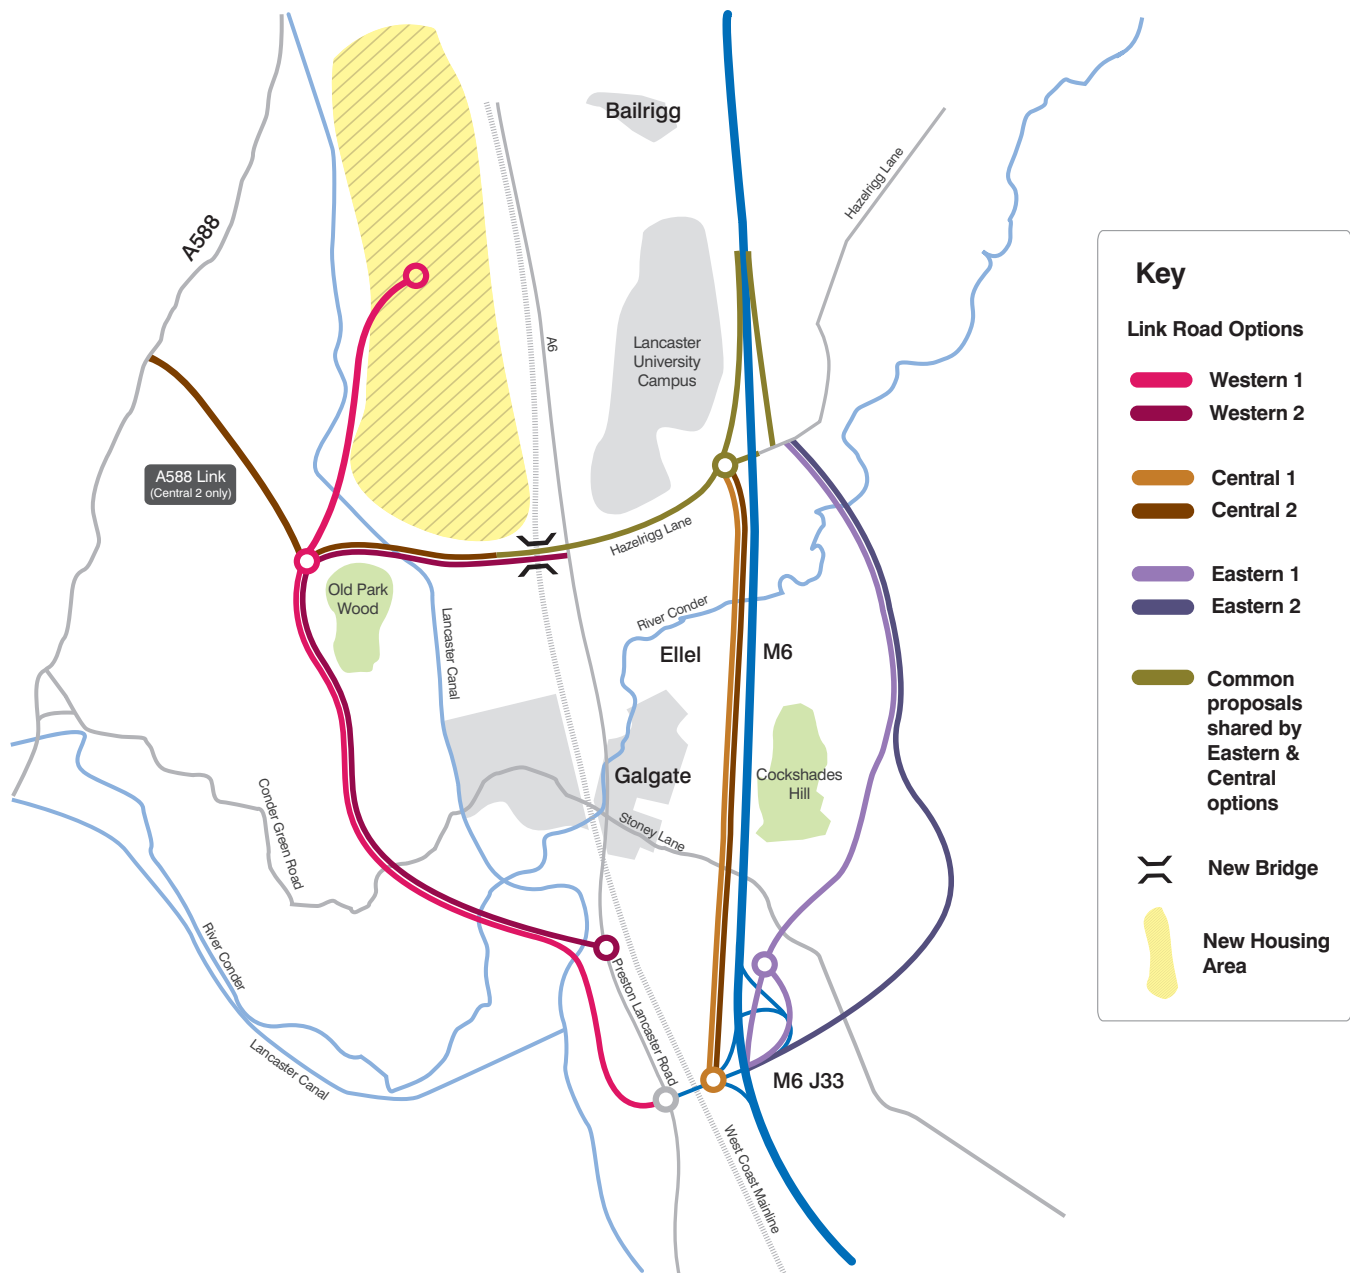 Bailrigg
Hazelrigg Lane
A588
A6
Lancaster
University
Campus
A588 Link
(Central 2 only)
Hazelrigg Lane
Old Park
Wood
Lancaster Canal
River Conder
Ellel
M6
Galgate
Cockshades
Hill
Stoney Lane
Conder Green Road
River Conder
Lancaster Canal
Preston Lancaster Road
M6 J33
West Coast Mainline
Key
Link Road Options
Western 1
Western 2
Central 1
Central 2
Eastern 1
Eastern 2
Common
proposals
shared by
Eastern &
Central
options
New Bridge
New Housing
Area